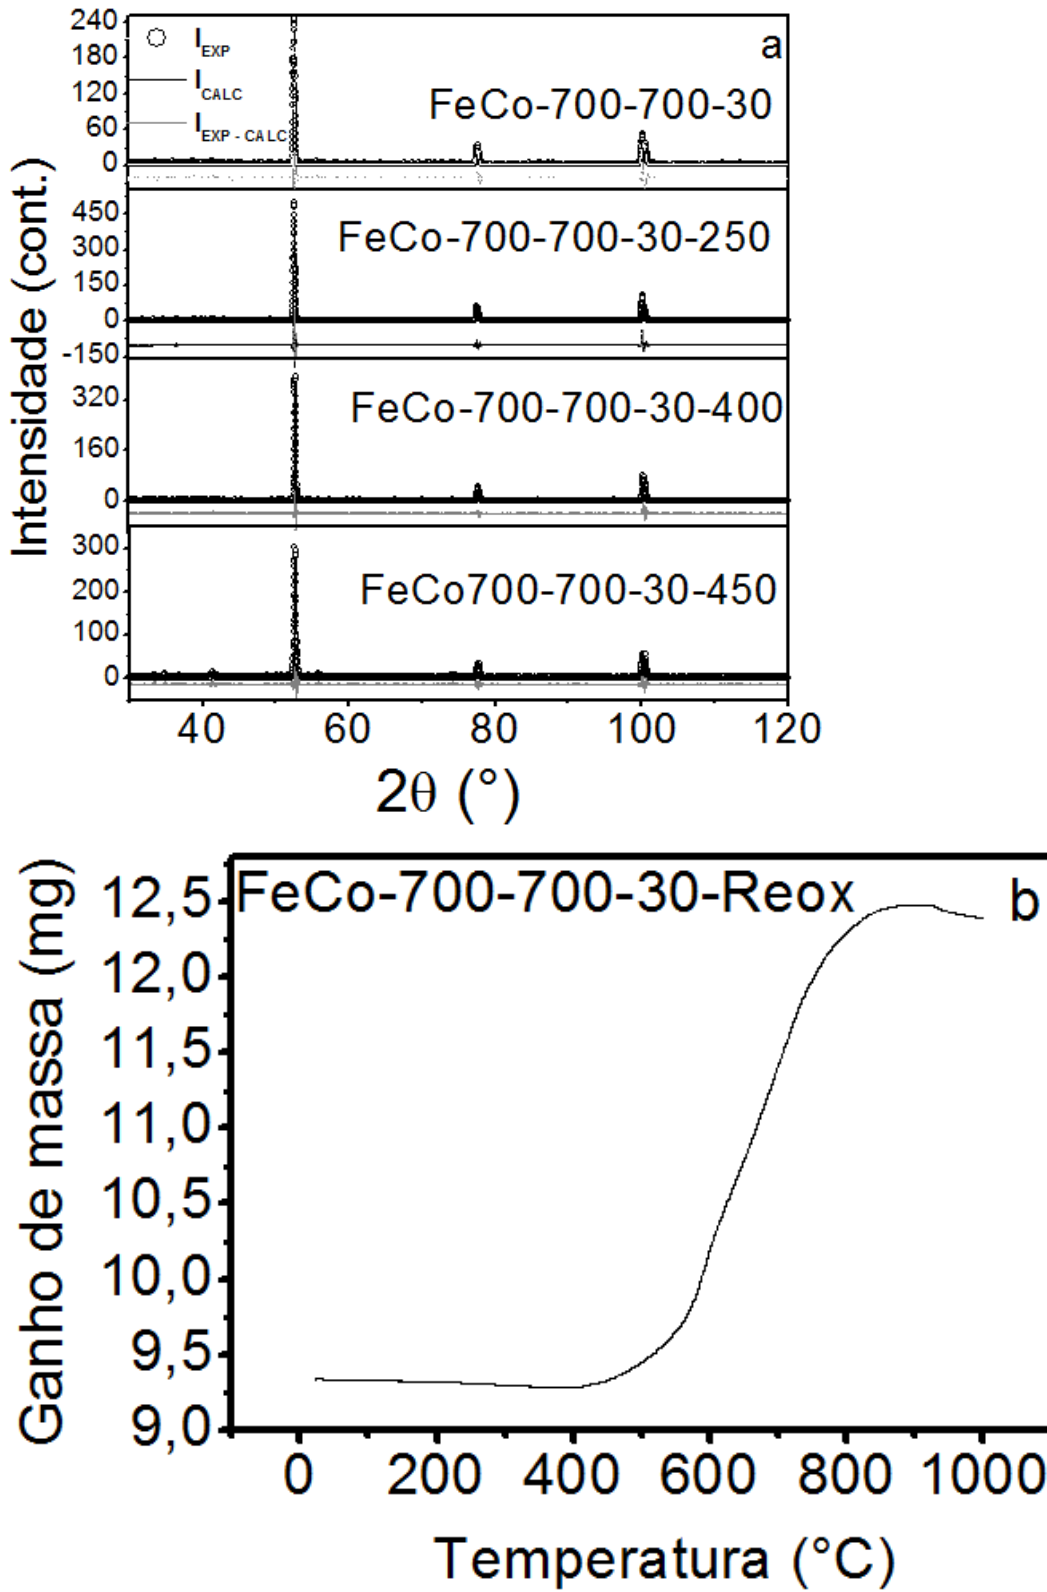 240
180
120
60
0
I EXP
I CALC
I EXP - CALC
a
FeCo-700-700-30
450
300
150
0
-150
FeCo-700-700-30-250
320
160
0
FeCo-700-700-30-400
300
200
100
0
FeCo700-700-30-450
Intensidade (cont.)
40 60 80 100 120
2θ (°)
FeCo-700-700-30-Reox
b
12,5
12,0
11,5
11,0
10,5
10,0
9,5
9,0
Ganho de massa (mg)
0 200 400 600 800 1000
Temperatura (°C)